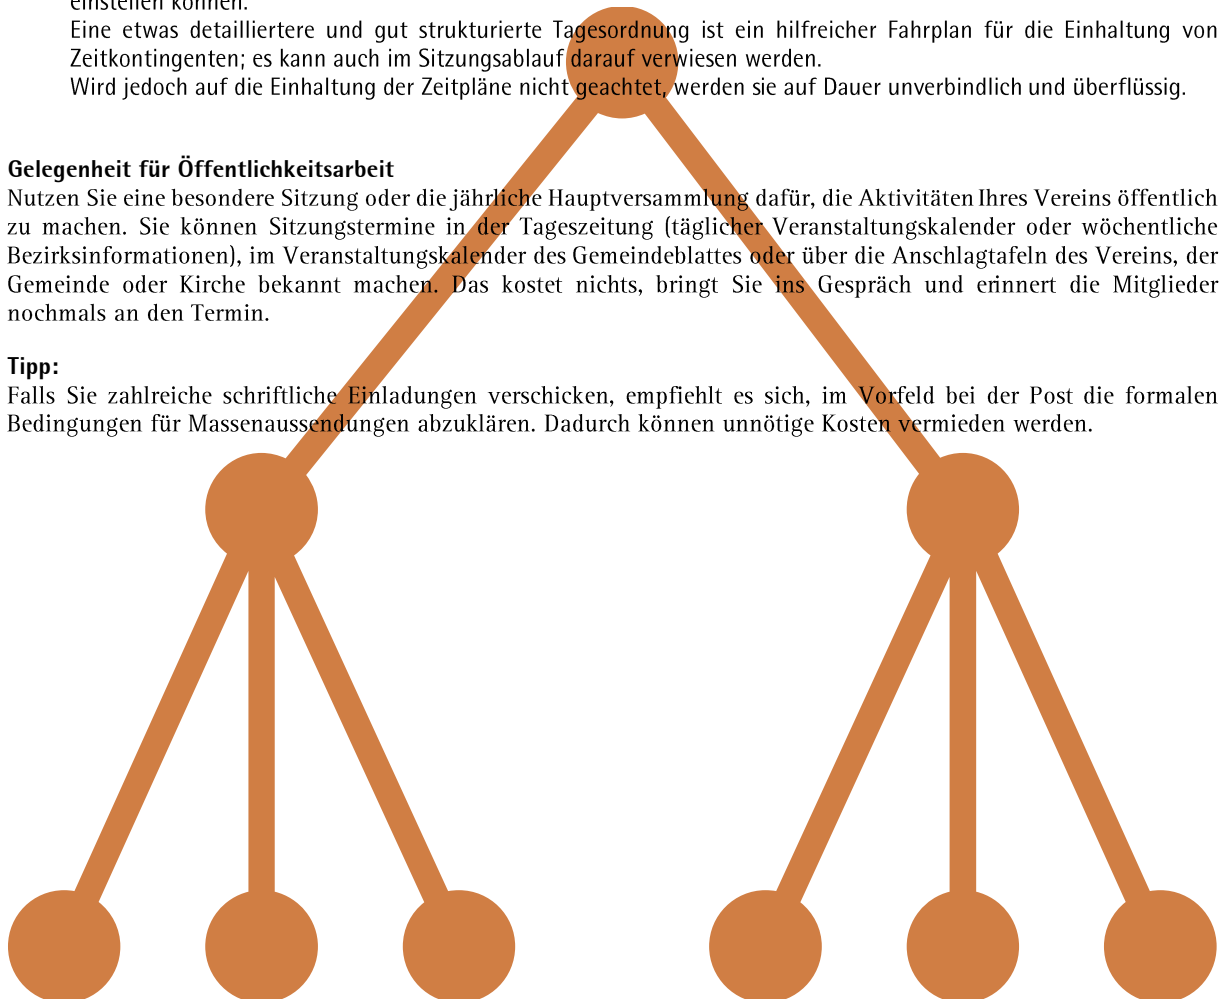 einstellen können.
Eine etwas detailliertere und gut strukturierte Tagesordnung ist ein hilfreicher Fahrplan für die Einhaltung von
Zeitkontingenten; es kann auch im Sitzungsablauf darauf verwiesen werden.
Wird jedoch auf die Einhaltung der Zeitpläne nicht geachtet, werden sie auf Dauer unverbindlich und überflüssig.
Gelegenheit für Öffentlichkeitsarbeit
Nutzen Sie eine besondere Sitzung oder die jährliche Hauptversammlung dafür, die Aktivitäten Ihres Vereins öffentlich
zu machen. Sie können Sitzungstermine in der Tageszeitung (täglicher Veranstaltungskalender oder wöchentliche
Bezirksinformationen), im Veranstaltungskalender des Gemeindeblattes oder über die Anschlagtafeln des Vereins, der
Gemeinde oder Kirche bekannt machen. Das kostet nichts, bringt Sie ins Gespräch und erinnert die Mitglieder
nochmals an den Termin.
Tipp:
Falls Sie zahlreiche schriftliche Einladungen verschicken, empfiehlt es sich, im Vorfeld bei der Post die formalen
Bedingungen für Massenaussendungen abzuklären. Dadurch können unnötige Kosten vermieden werden.